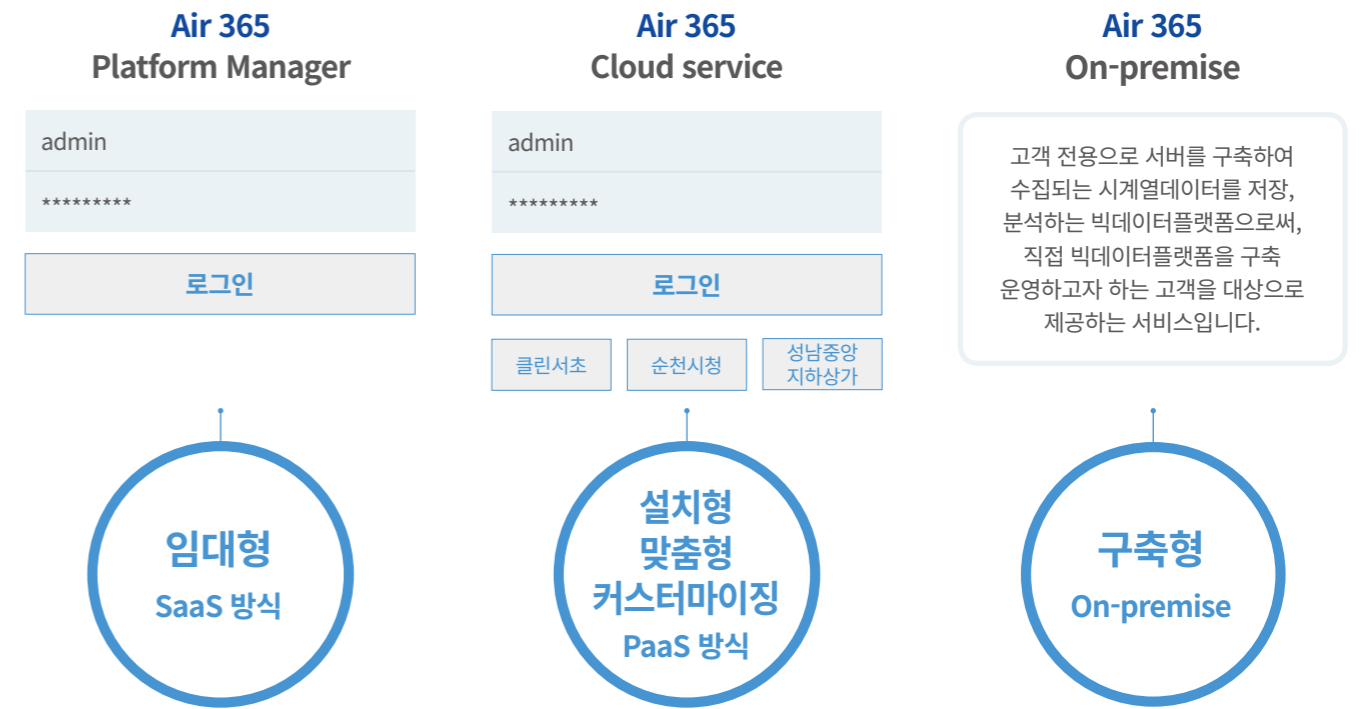 Air 365
Platform Manager
admin
*********
로그인
임대형
SaaS 방식
Air 365
Cloud service
admin
*********
로그인
클린서초
순천시청
성남중앙
지하상가
설치형
맞춤형
커스터마이징
PaaS 방식
Air 365
On-premise
고객 전용으로 서버를 구축하여
수집되는 시계열데이터를 저장,
분석하는 빅데이터플랫폼으로써,
직접 빅데이터플랫폼을 구축
운영하고자 하는 고객을 대상으로
제공하는 서비스입니다.
구축형
On-premise